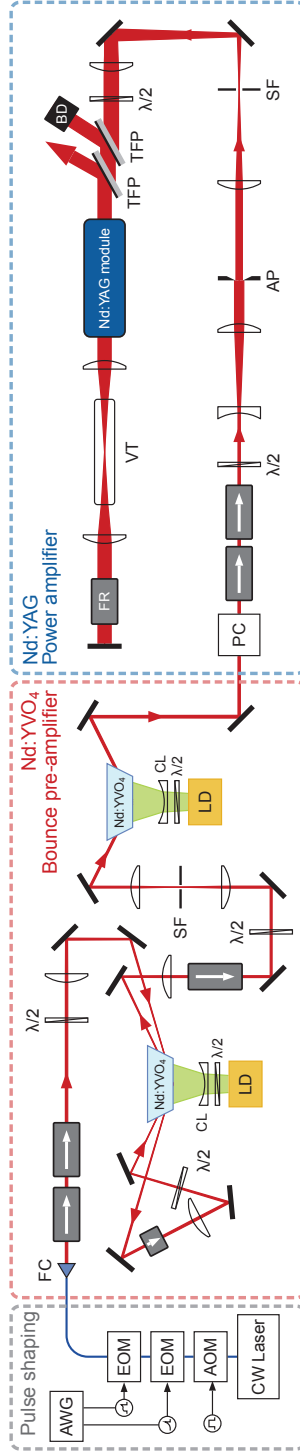 Pulse shaping
AWG
EOM
EOM
AOM
CW Laser
FC
Nd:YVO₄
Bounce pre-amplifier
λ/2
Nd:YVO₄
CL
λ/2
LD
λ/2
λ/2
SF
Nd:YVO₄
CL
λ/2
LD
Nd:YAG
Power amplifier
PC
λ/2
AP
SF
FR
VT
Nd:YAG module
TFP
TFP
BD
λ/2